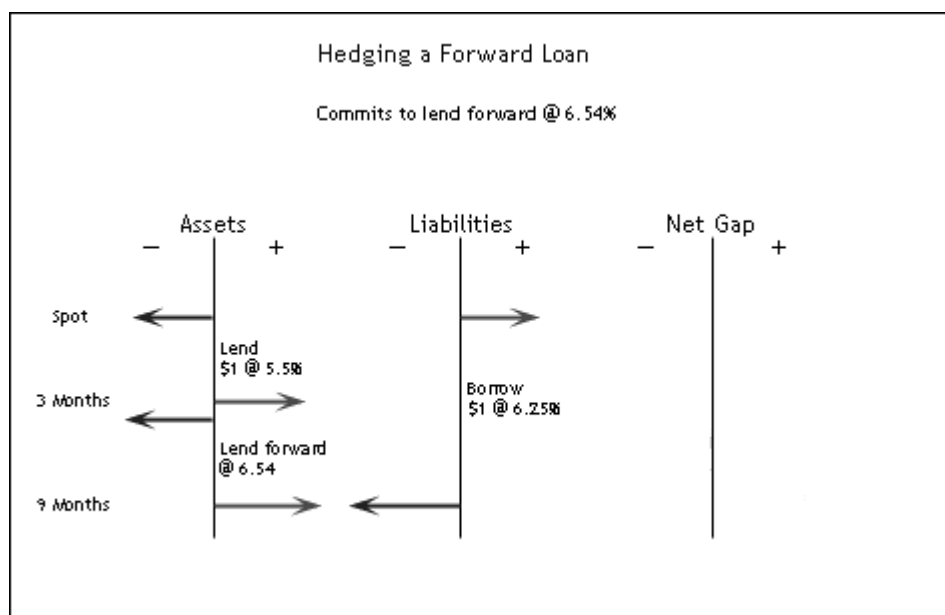 Hedging a Forward Loan
Commits to lend forward @ 6.54%
Assets
Liabilities
Net Gap
− +
− +
− +
Spot
Lend
$1 @ 5.5%
3 Months
Borrow
$1 @ 6.25%
Lend forward
@ 6.54
9 Months